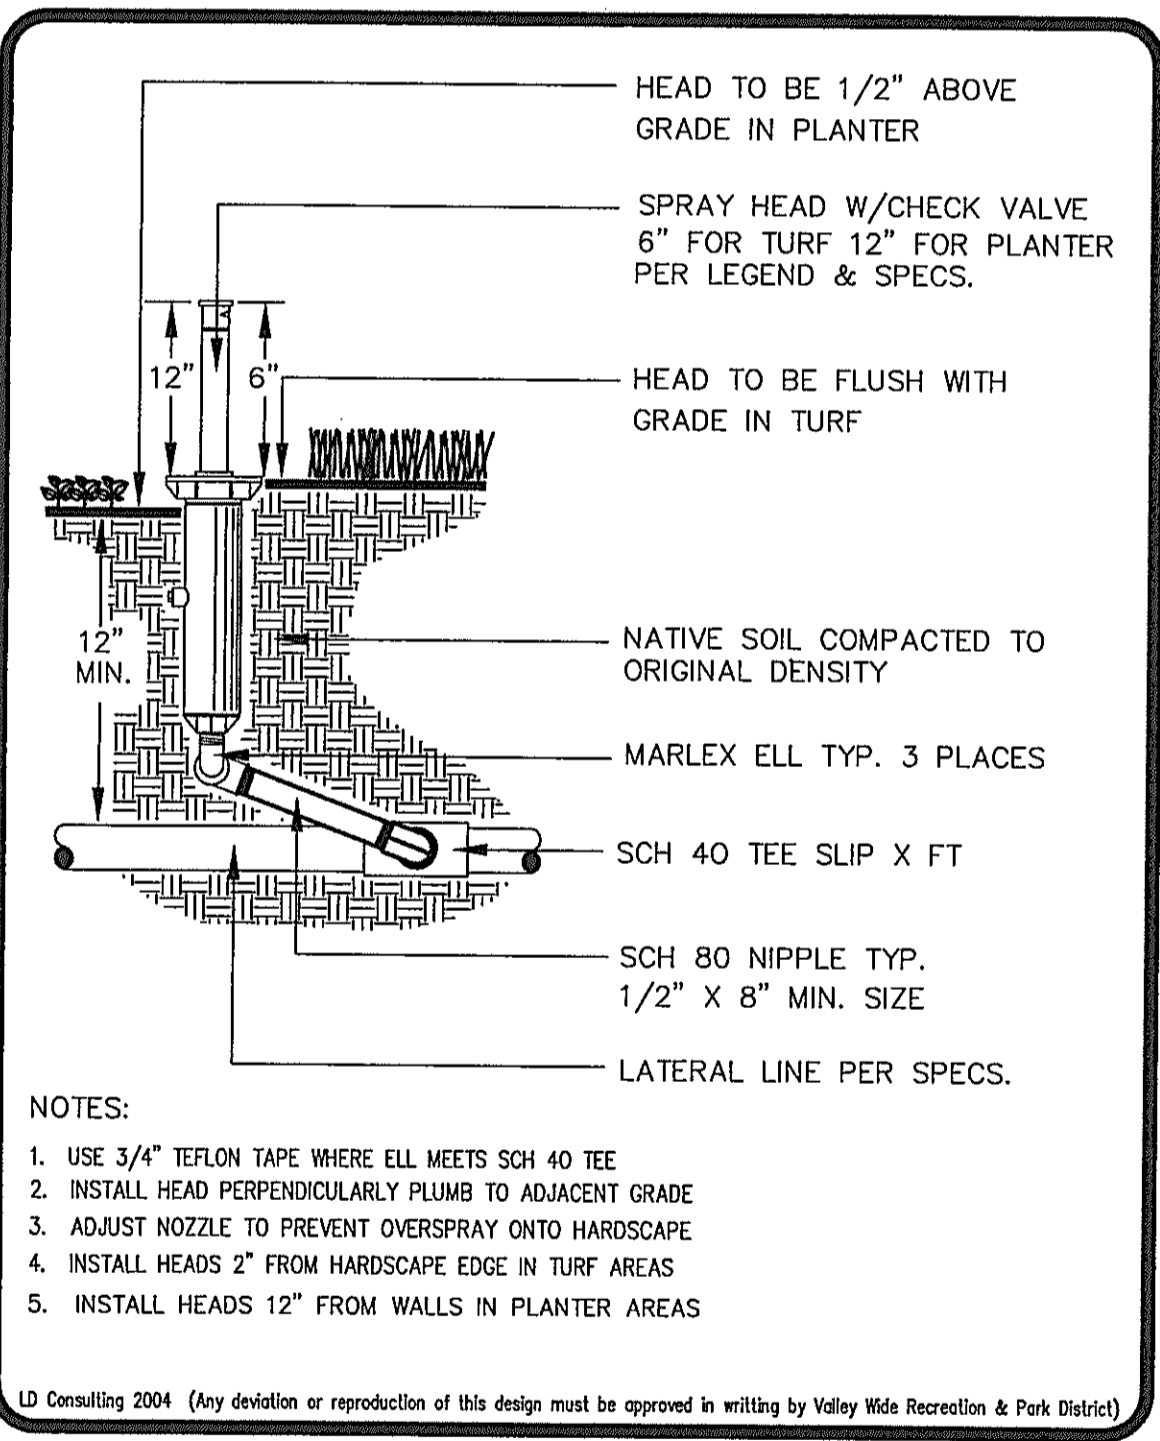 HEAD TO BE 1/2" ABOVE
GRADE IN PLANTER
SPRAY HEAD W/CHECK VALVE
6" FOR TURF 12" FOR PLANTER
PER LEGEND & SPECS.
12"
6"
HEAD TO BE FLUSH WITH
GRADE IN TURF
12"
MIN.
NATIVE SOIL COMPACTED TO
ORIGINAL DENSITY
MARLEX ELL TYP. 3 PLACES
SCH 40 TEE SLIP X FT
SCH 80 NIPPLE TYP.
1/2" X 8" MIN. SIZE
LATERAL LINE PER SPECS.
NOTES:
1. USE 3/4" TEFLON TAPE WHERE ELL MEETS SCH 40 TEE
2. INSTALL HEAD PERPENDICULARLY PLUMB TO ADJACENT GRADE
3. ADJUST NOZZLE TO PREVENT OVERSPRAY ONTO HARDSCAPE
4. INSTALL HEADS 2" FROM HARDSCAPE EDGE IN TURF AREAS
5. INSTALL HEADS 12" FROM WALLS IN PLANTER AREAS
LD Consulting 2004 (Any deviation or reproduction of this design must be approved in writting by Valley Wide Recreation & Park District)